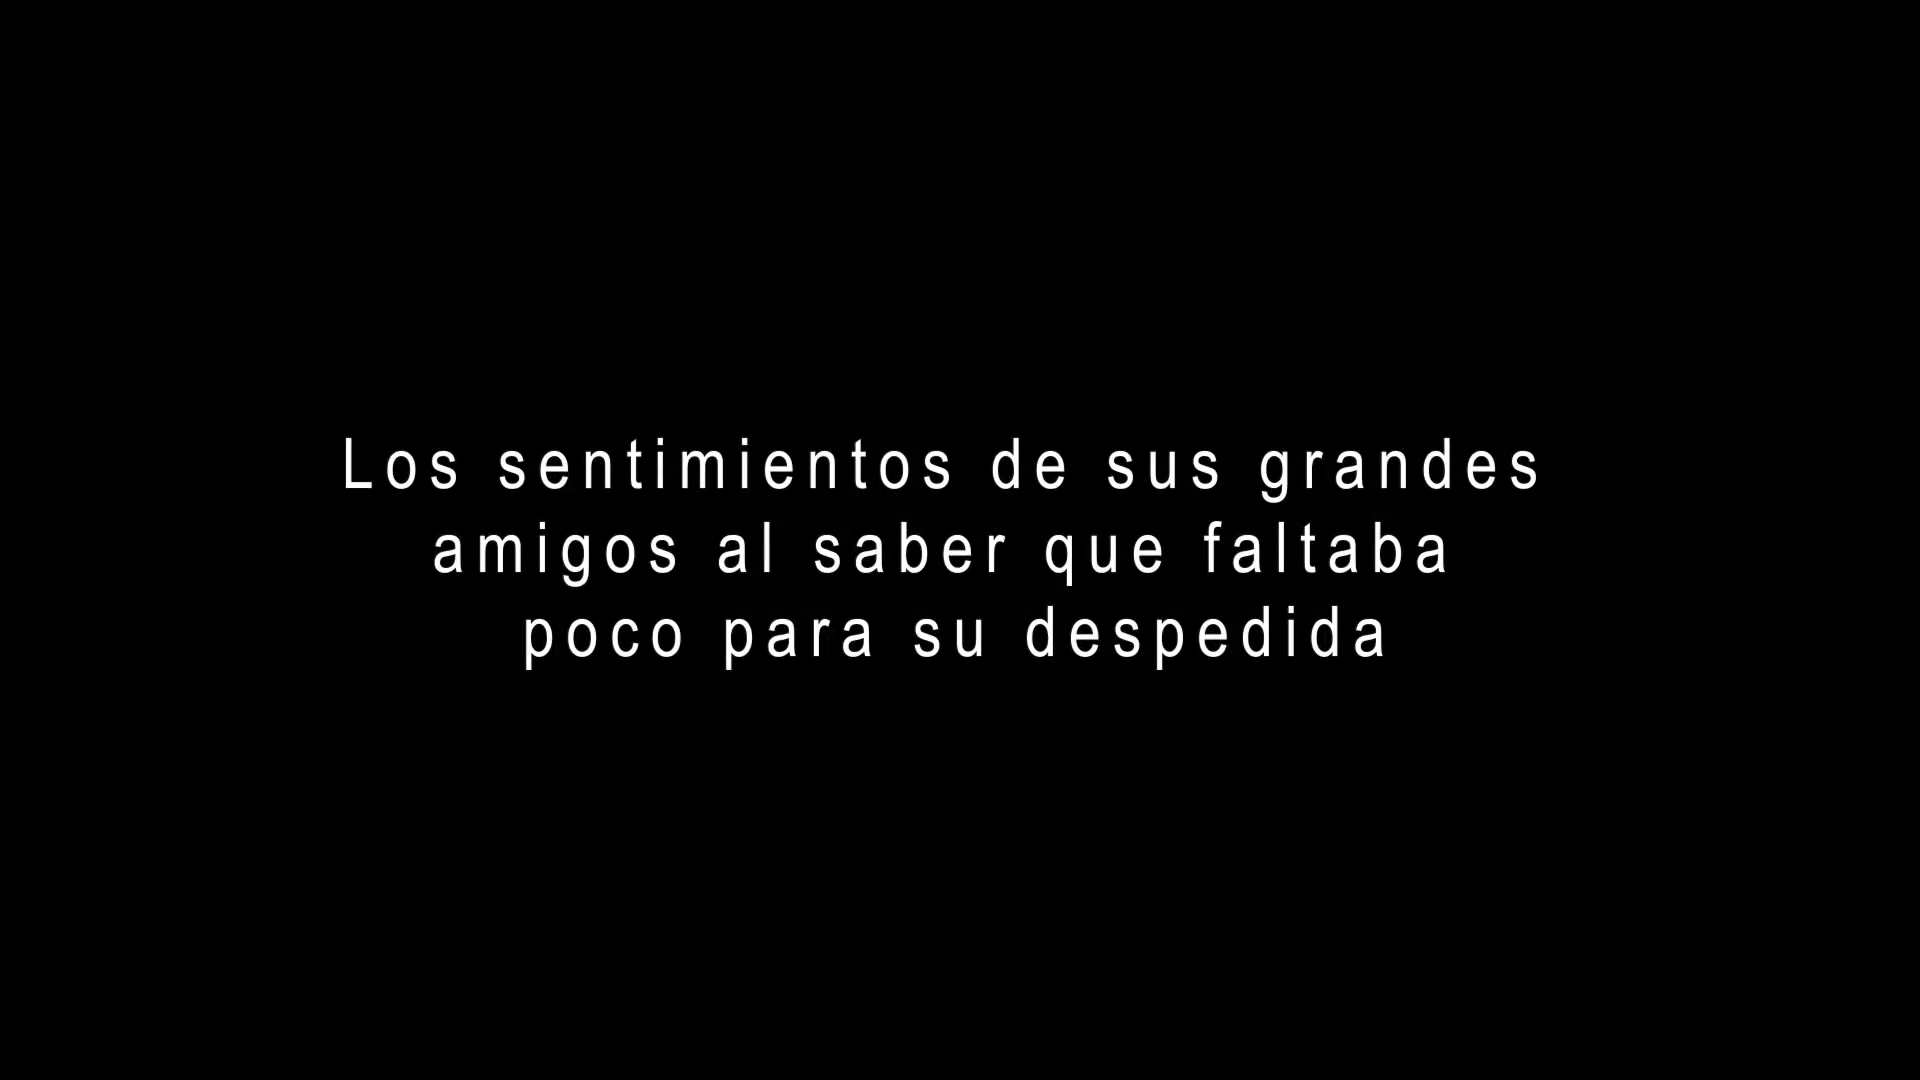 Los sentimientos de sus grandes
amigos al saber que faltaba
poco para su despedida